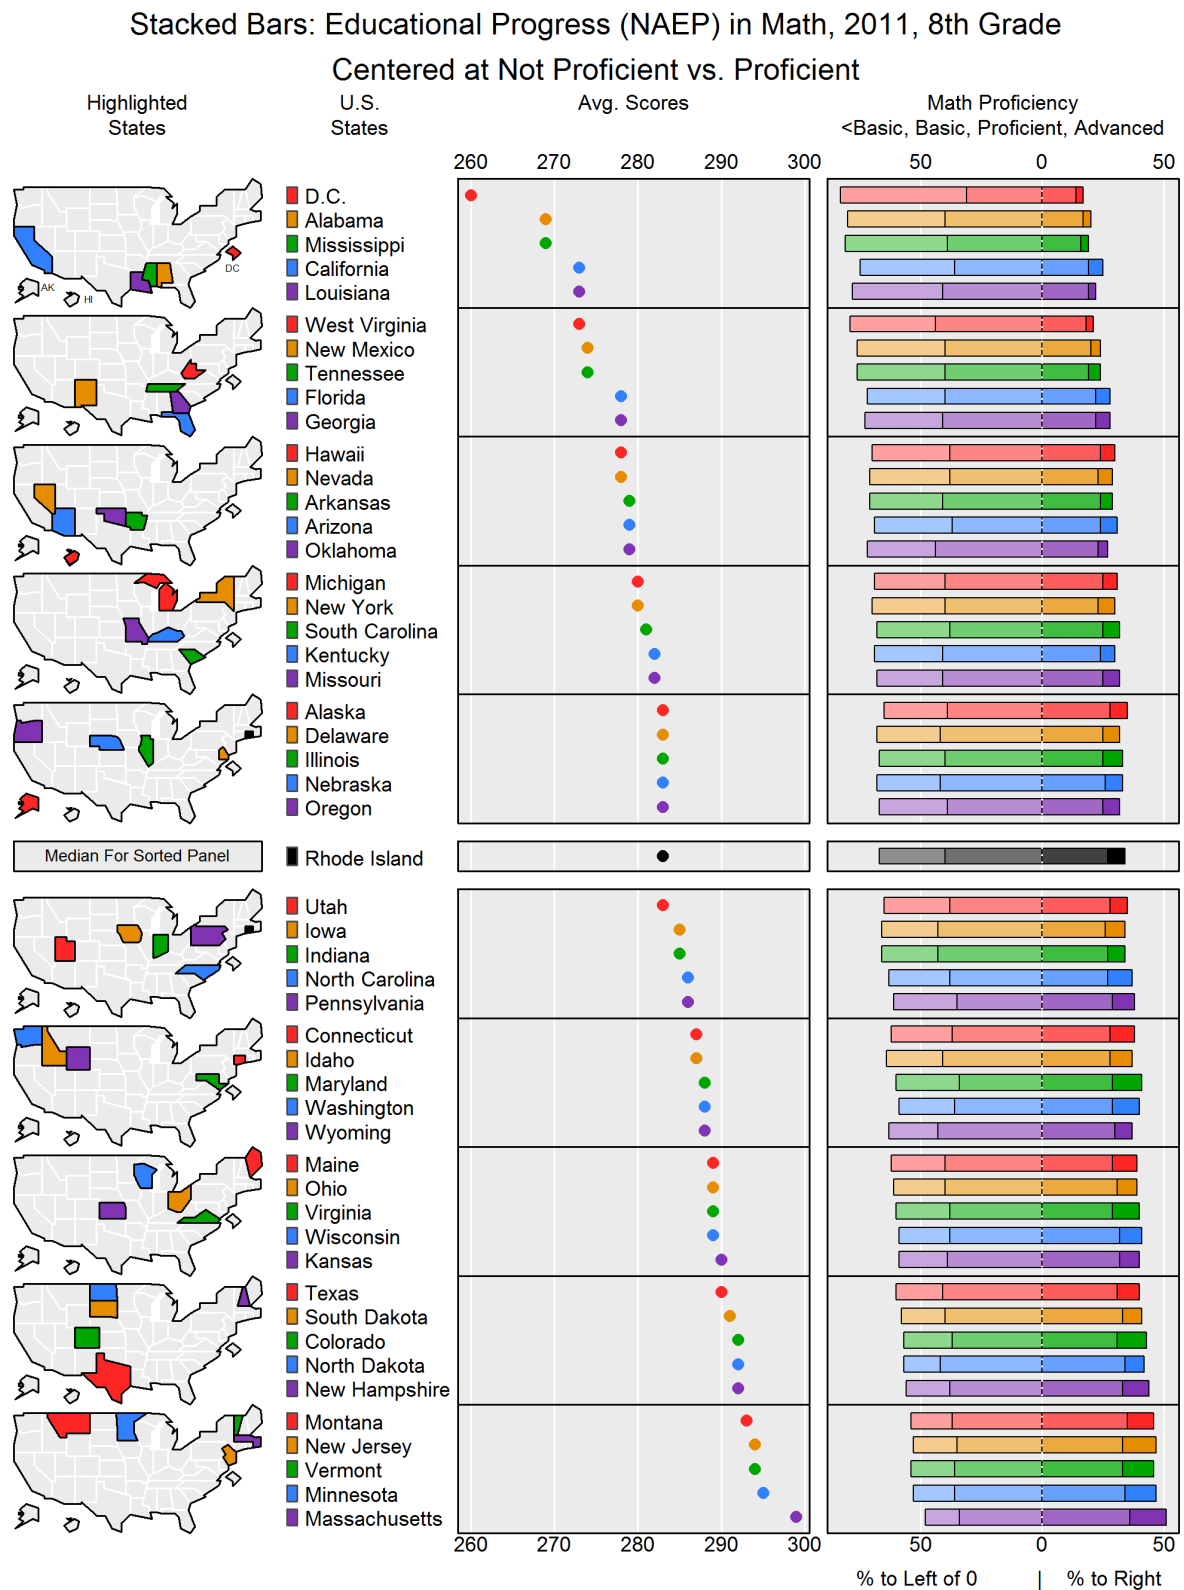 Stacked Bars: Educational Progress (NAEP) in Math, 2011, 8th Grade
Centered at Not Proficient vs. Proficient
Highlighted
States
U.S.
States
Avg. Scores
Math Proficiency
<Basic, Basic, Proficient, Advanced
260 270 280 290 300
50 0 50
D.C.
Alabama
Mississippi
California
Louisiana
DC
AK
HI
West Virginia
New Mexico
Tennessee
Florida
Georgia
Hawaii
Nevada
Arkansas
Arizona
Oklahoma
Michigan
New York
South Carolina
Kentucky
Missouri
Alaska
Delaware
Illinois
Nebraska
Oregon
Median For Sorted Panel
Rhode Island
Utah
Iowa
Indiana
North Carolina
Pennsylvania
Connecticut
Idaho
Maryland
Washington
Wyoming
Maine
Ohio
Virginia
Wisconsin
Kansas
Texas
South Dakota
Colorado
North Dakota
New Hampshire
Montana
New Jersey
Vermont
Minnesota
Massachusetts
260 270 280 290 300
50 0 50
% to Left of 0 | % to Right